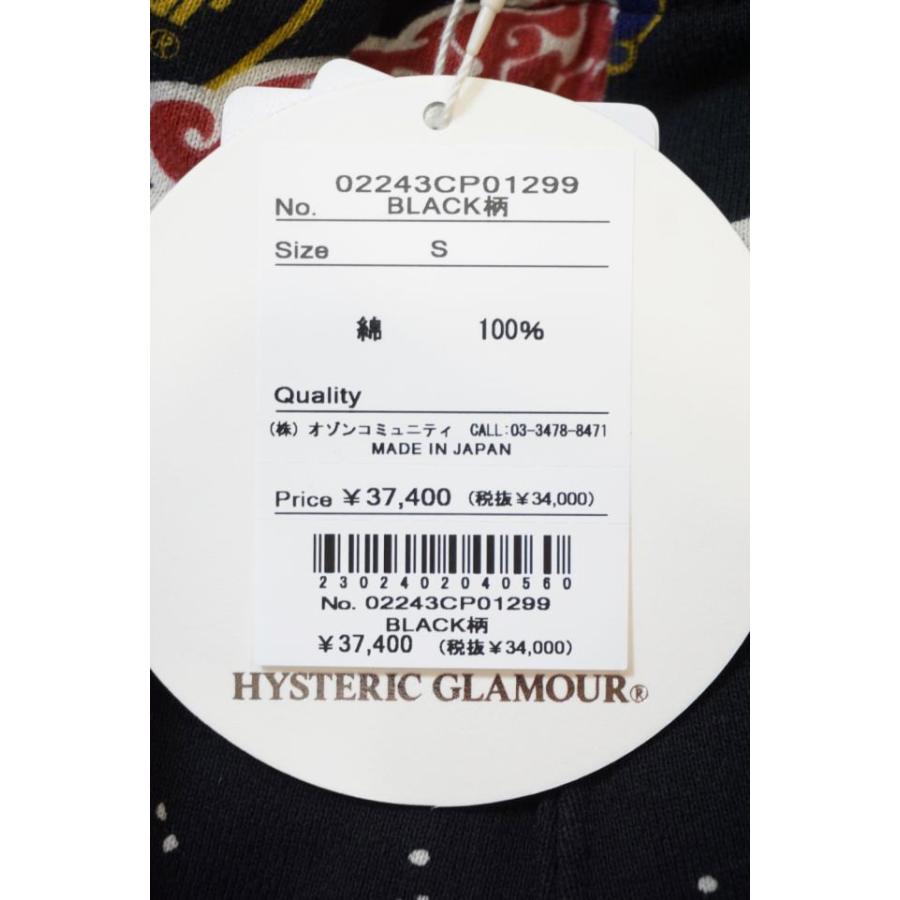 ®
02243CP01299
No. BLACK柄
Size S
綿 100%
Quality
(株) オゾンコミュニティ CALL:03-3478-8471
MADE IN JAPAN
Price ¥37,400 (税抜¥34,000)
2302402040560
No. 02243CP01299
BLACK柄
¥37,400 (税抜¥34,000)
HYSTERIC GLAMOUR®